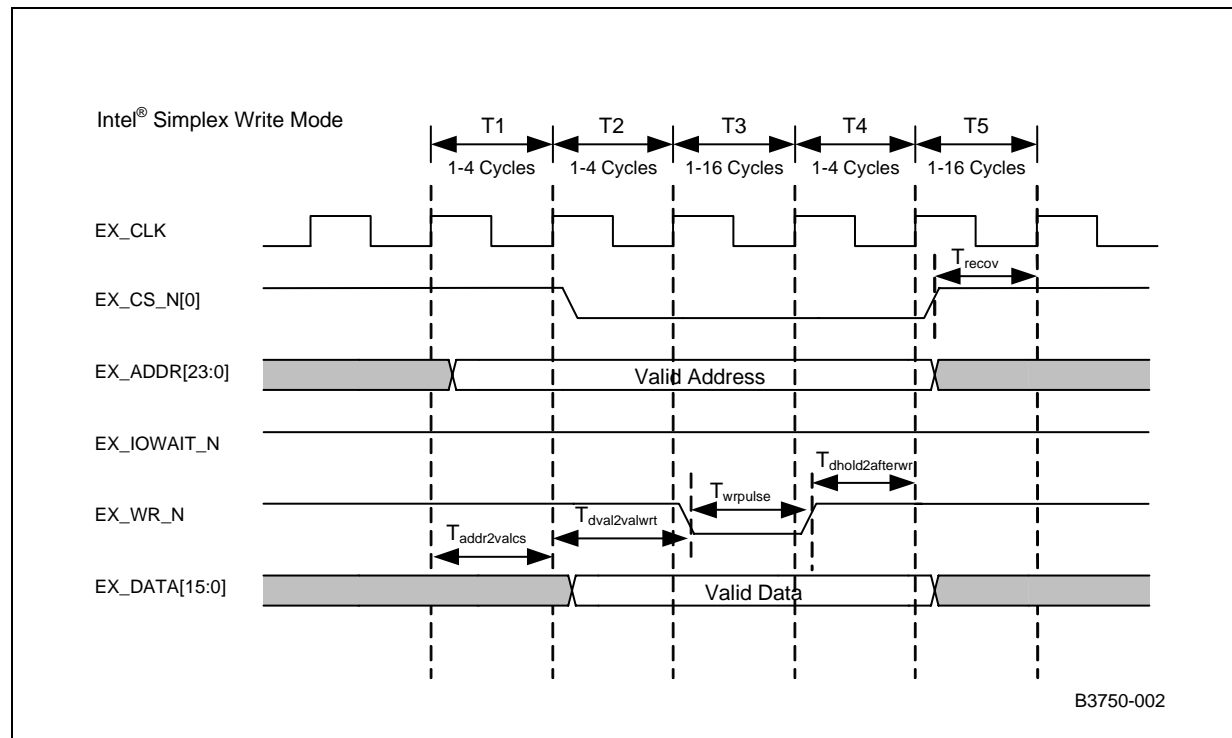 Intel® Simplex Write Mode
T1 T2 T3 T4 T5
1-4 Cycles 1-4 Cycles 1-16 Cycles 1-4 Cycles 1-16 Cycles
EX_CLK
Trecov
EX_CS_N[0]
EX_ADDR[23:0] Valid Address
EX_IOWAIT_N
Tdhold2afterwr
Twrpulse
EX_WR_N
Tdval2valwrt
Taddr2valcs
EX_DATA[15:0] Valid Data
B3750-002